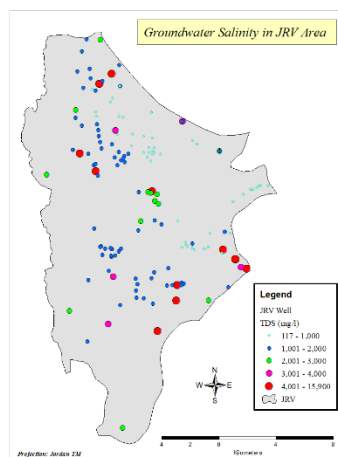 Groundwater Salinity in JRV Area
Legend
JRV Well
TDS (mg/l)
117 - 1,000
1,001 - 2,000
2,001 - 3,000
3,001 - 4,000
4,001 - 15,900
JRV
N
W E
S
4 2 0 4 8
Kilometers
Projection: Jordan TM